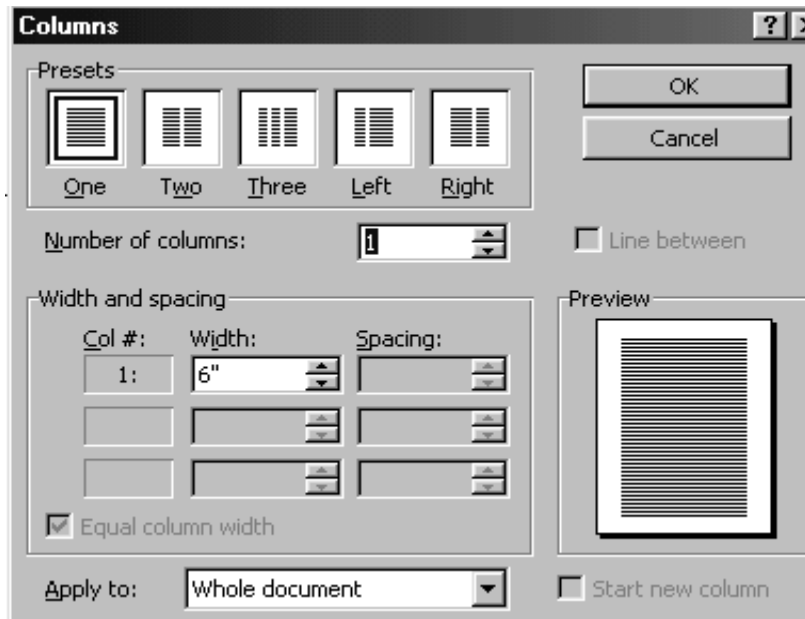 Columns
Presets
One Two Three Left Right
OK
Cancel
Number of columns: 1
Line between
Width and spacing
Col #: Width: Spacing:
1: 6"
Equal column width
Preview
Apply to: Whole document
Start new column